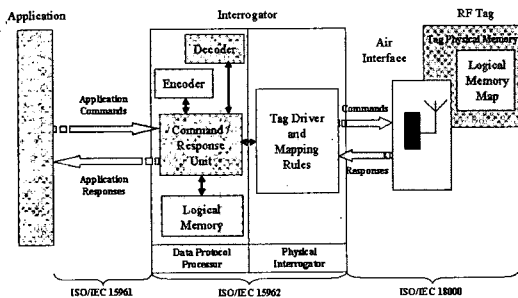 Application
Interrogator
RF Tag
Decoder
Encoder
Application
Commands
Command /
Response
Unit
Application
Responses
Logical
Memory
Tag Driver
and
Mapping
Rules
Air
Interface
Commands
Responses
Tag Physical Memory
Logical
Memory
Map
Data Protocol
Processor
Physical
Interrogator
ISO/IEC 15961
ISO/IEC 15962
ISO/IEC 18000